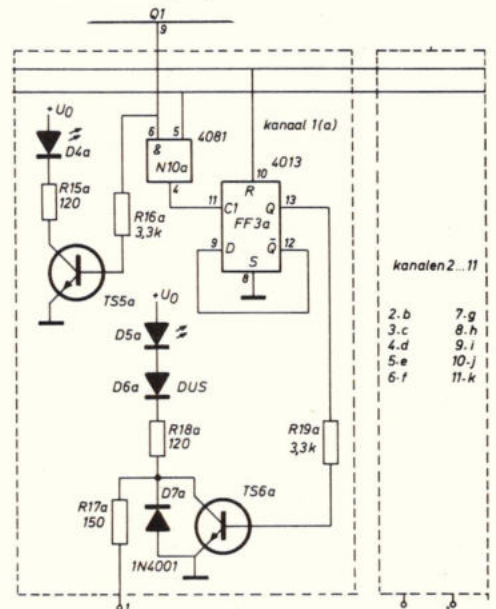 Q1
9
+U0
D4a
R15a
120
R16a
3,3k
TS5a
6
5
&
N10a
4
4081
kanaal 1(a)
4013
10
R
11
C1
Q
13
FF3a
9
D
Q̅
12
S
8
+U0
D5a
D6a
DUS
R18a
120
R19a
3,3k
D7a
TS6a
R17a
150
1N4001
kanalen 2...11
2-b 7-g
3-c 8-h
4-d 9-i
5-e 10-j
6-f 11-k